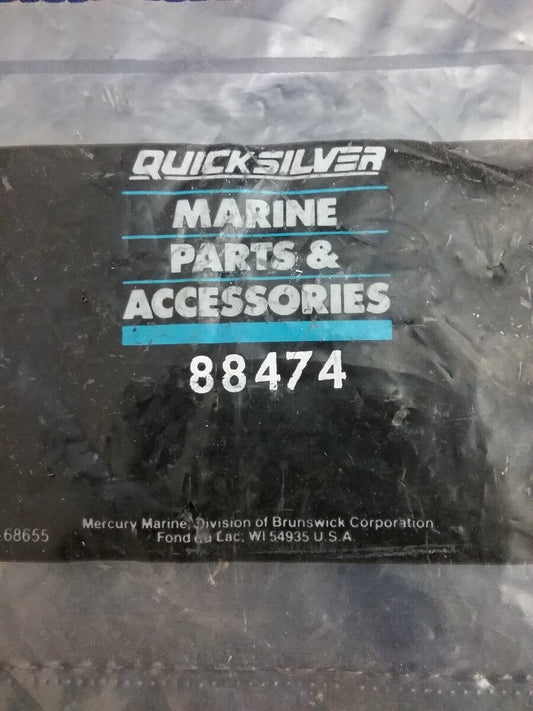 QUICKSILVER
MARINE
PARTS &
ACCESSORIES
88474
Mercury Marine, Division of Brunswick Corporation
Fond du Lac, WI 54935 U.S.A.
-68655